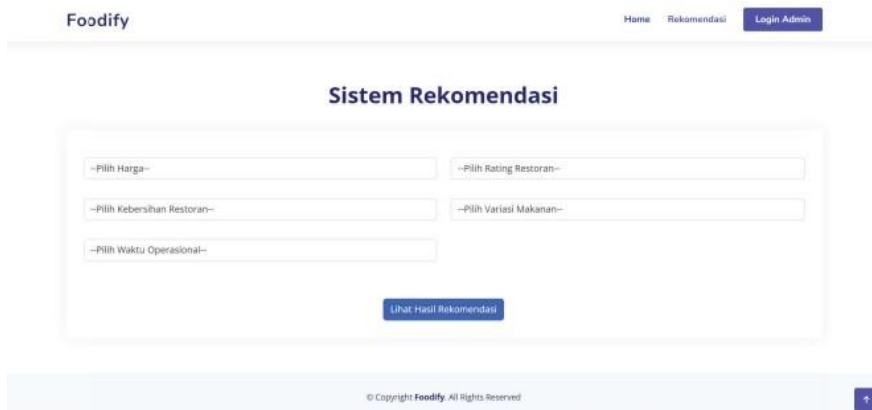 Foodify Home Rekomendasi Login Admin
Sistem Rekomendasi
--Pilih Harga-- --Pilih Rating Restoran--
--Pilih Kebersihan Restoran-- --Pilih Variasi Makanan--
--Pilih Waktu Operasional--
Lihat Hasil Rekomendasi
© Copyright Foodify. All Rights Reserved